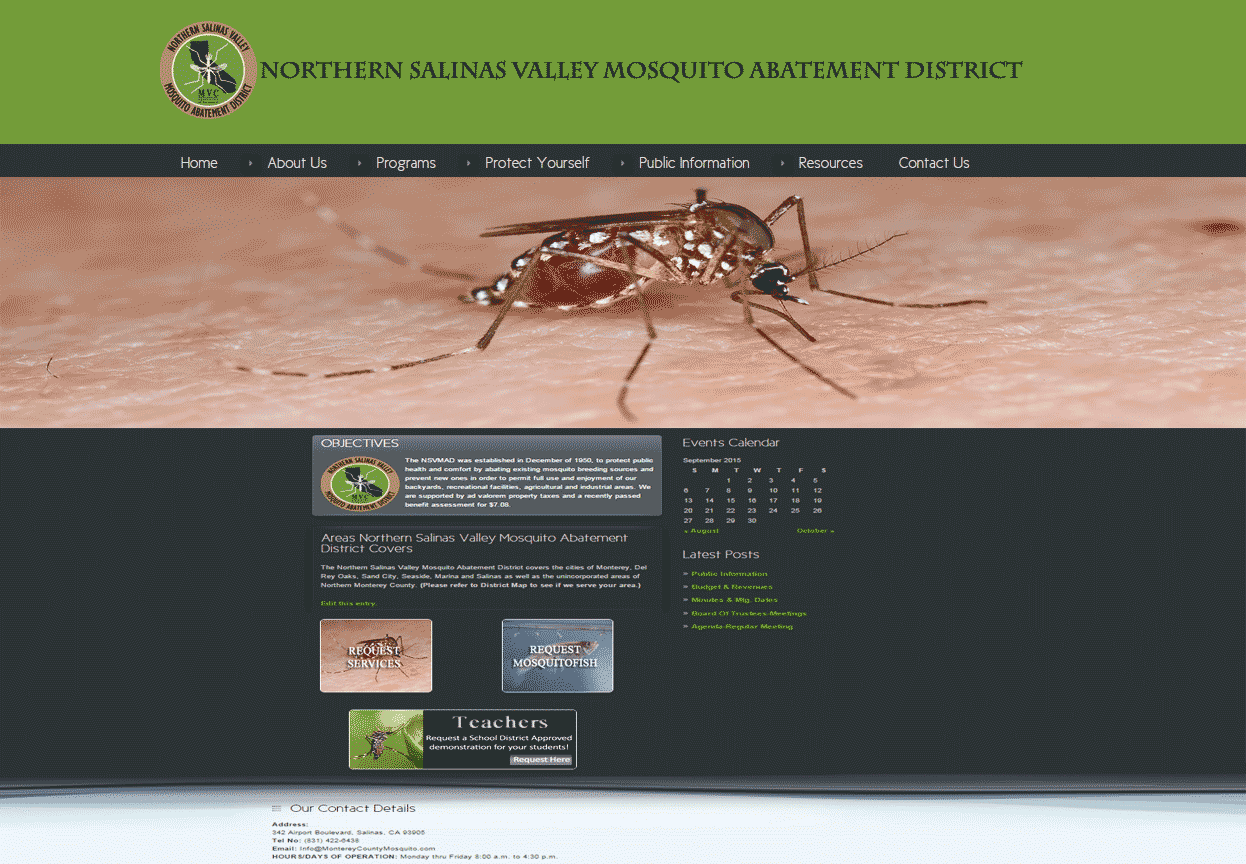 NORTHERN SALINAS VALLEY
MOSQUITO ABATEMENT DISTRICT
MVC
NORTHERN SALINAS VALLEY MOSQUITO ABATEMENT DISTRICT
Home
About Us
Programs
Protect Yourself
Public Information
Resources
Contact Us
OBJECTIVES
NORTHERN SALINAS VALLEY
MOSQUITO ABATEMENT DISTRICT
MVC
The NSVMAD was established in December of 1950, to protect public
health and comfort by abating existing mosquito breeding sources and
prevent new ones in order to permit full use and enjoyment of our
backyards, recreational facilities, agricultural and industrial areas. We
are supported by ad valorem property taxes and a recently passed
benefit assessment for $7.08.
Areas Northern Salinas Valley Mosquito Abatement
District Covers
The Northern Salinas Valley Mosquito Abatement District covers the cities of Monterey, Del
Rey Oaks, Sand City, Seaside, Marina and Salinas as well as the unincorporated areas of
Northern Monterey County. (Please refer to District Map to see if we serve your area.)
Edit this entry.
REQUEST
SERVICES
REQUEST
MOSQUITOFISH
Teachers
Request a School District Approved
demonstration for your students!
Request Here
Events Calendar
September 2015
S M T W T F S
1 2 3 4 5
6 7 8 9 10 11 12
13 14 15 16 17 18 19
20 21 22 23 24 25 26
27 28 29 30
« August October »
Latest Posts
» Public Information
» Budget & Revenues
» Minutes & Mtg. Dates
» Board Of Trustees-Meetings
» Agenda-Regular Meeting
Our Contact Details
Address:
342 Airport Boulevard, Salinas, CA 93905
Tel No: (831) 422-6438
Email: Info@MontereyCountyMosquito.com
HOURS/DAYS OF OPERATION: Monday thru Friday 8:00 a.m. to 4:30 p.m.